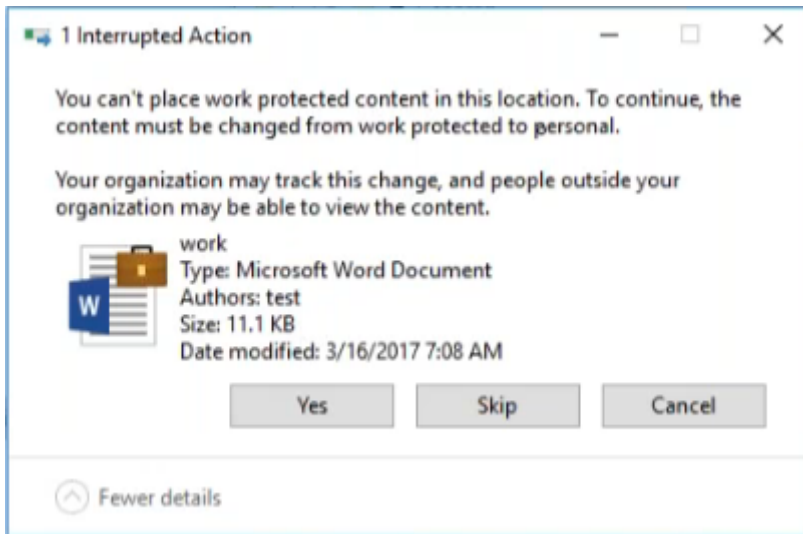 1 Interrupted Action
You can't place work protected content in this location. To continue, the
content must be changed from work protected to personal.
Your organization may track this change, and people outside your
organization may be able to view the content.
work
Type: Microsoft Word Document
Authors: test
Size: 11.1 KB
Date modified: 3/16/2017 7:08 AM
W
Yes
Skip
Cancel
Fewer details